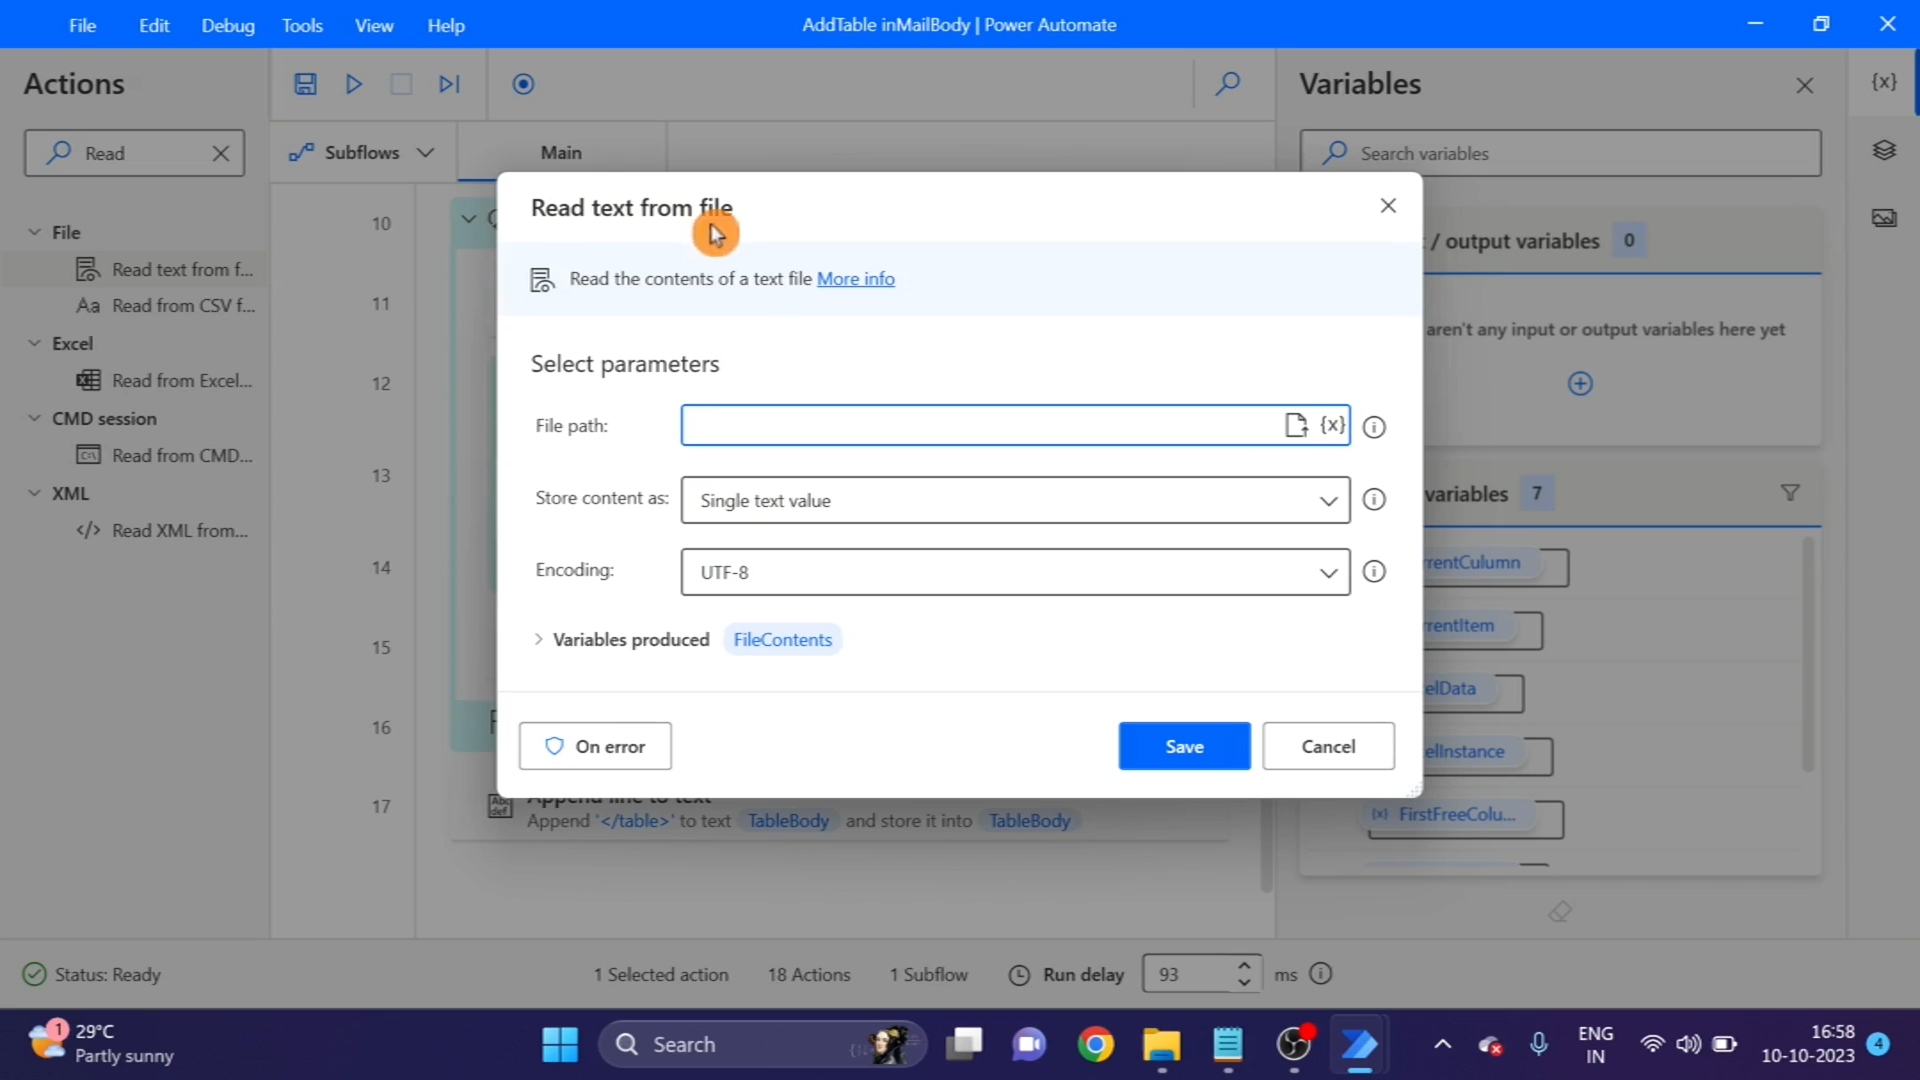 File Edit Debug Tools View Help AddTable inMailBody | Power Automate
Actions
Variables
{x}
Read
Subflows
Main
Search variables
File
Read text from f...
Aa Read from CSV f...
Excel
Read from Excel...
CMD session
Read from CMD...
XML
</> Read XML from...
10
11
12
13
14
15
16
17
Read text from file
Read the contents of a text file More info
Select parameters
File path:
{x}
Store content as: Single text value
Encoding: UTF-8
Variables produced FileContents
On error
Save
Cancel
Append '</table>' to text TableBody and store it into TableBody
/ output variables 0
aren't any input or output variables here yet
variables 7
rrentColumn
rrentItem
elData
elInstance
{x} FirstFreeColu...
Status: Ready 1 Selected action 18 Actions 1 Subflow Run delay 93 ms
1
29°C
Partly sunny
Search
ENG
IN
16:58
10-10-2023
4